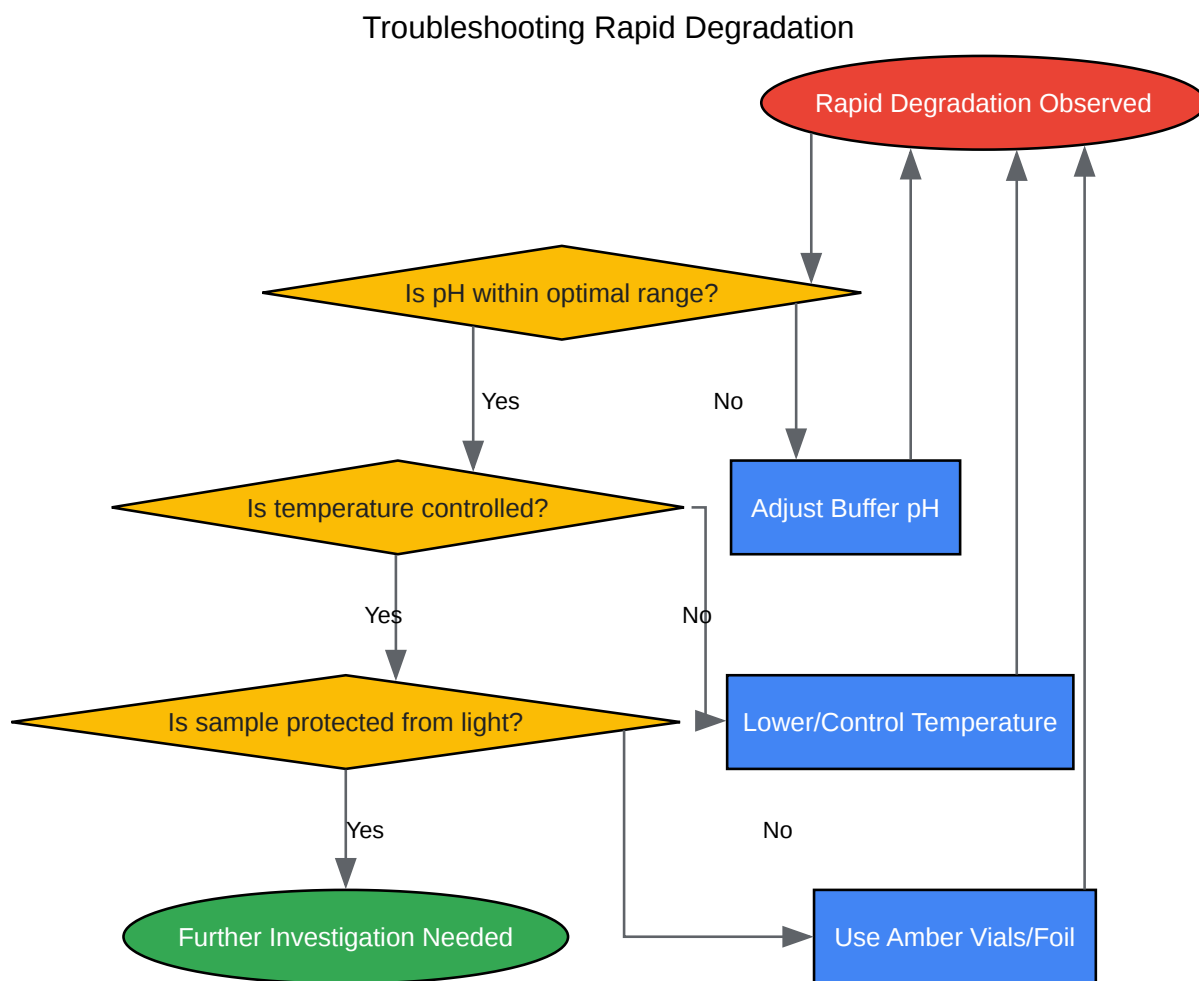 Troubleshooting Rapid Degradation
Rapid Degradation Observed
Is pH within optimal range?
Yes
No
Is temperature controlled?
Adjust Buffer pH
Yes
No
Is sample protected from light?
Lower/Control Temperature
Yes
No
Further Investigation Needed
Use Amber Vials/Foil